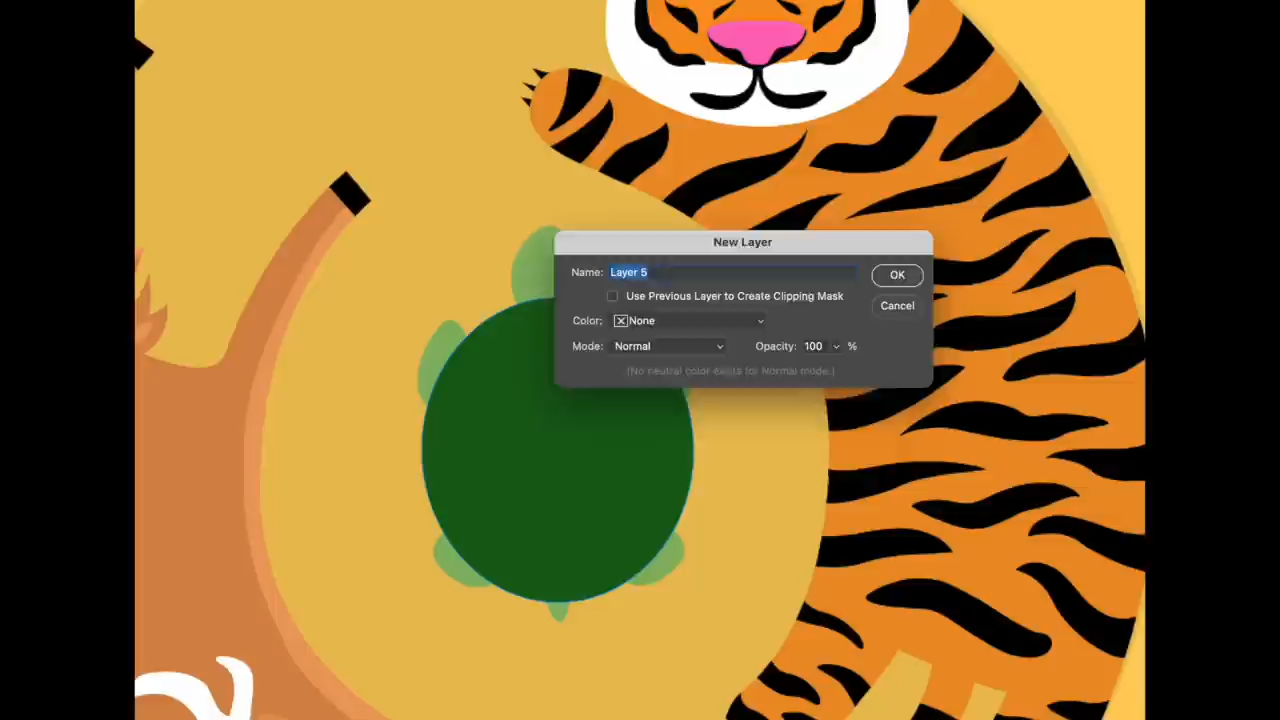 New Layer
Name: Layer 5
OK
Use Previous Layer to Create Clipping Mask
Cancel
Color: None
Mode: Normal Opacity: 100 %
(No neutral color exists for Normal mode.)